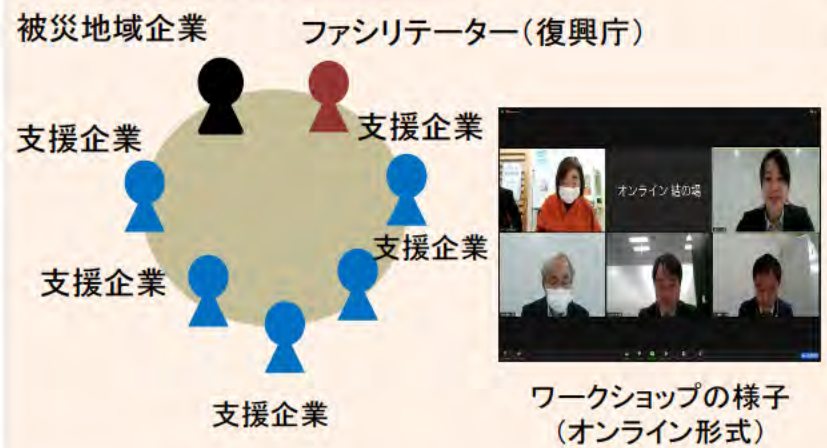 被災地域企業
ファシリテーター(復興庁)
支援企業
支援企業
支援企業
支援企業
支援企業
オンライン 結の場
ワークショップの様子
(オンライン形式)